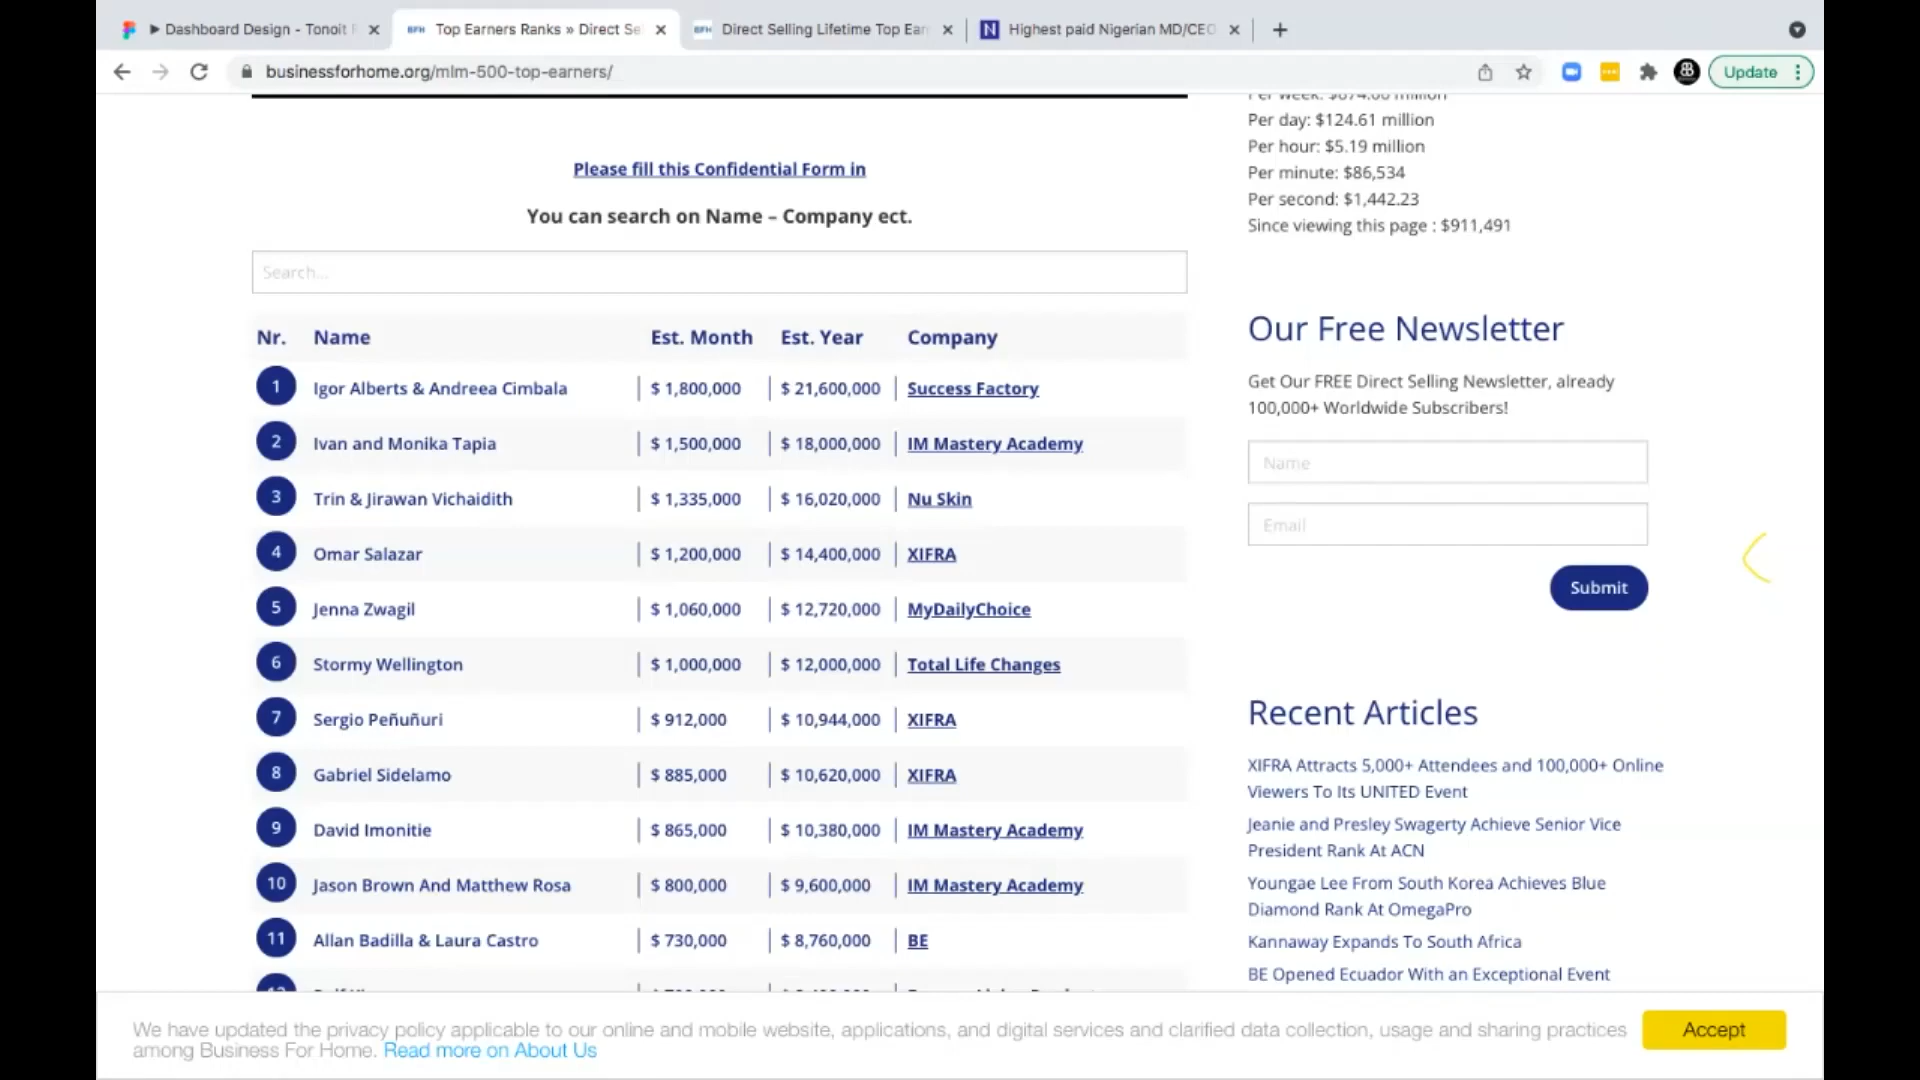 Dashboard Design - Tonoit
Top Earners Ranks » Direct Se
Direct Selling Lifetime Top Ear
Highest paid Nigerian MD/CEO
businessforhome.org/mlm-500-top-earners/
Update
Per week: $874.00 million
Per day: $124.61 million
Per hour: $5.19 million
Per minute: $86,534
Per second: $1,442.23
Since viewing this page : $911,491
Please fill this Confidential Form in
You can search on Name – Company ect.
Search...
Nr. Name Est. Month Est. Year Company
1 Igor Alberts & Andreea Cimbala $ 1,800,000 $ 21,600,000 Success Factory
2 Ivan and Monika Tapia $ 1,500,000 $ 18,000,000 IM Mastery Academy
3 Trin & Jirawan Vichaidith $ 1,335,000 $ 16,020,000 Nu Skin
4 Omar Salazar $ 1,200,000 $ 14,400,000 XIFRA
5 Jenna Zwagil $ 1,060,000 $ 12,720,000 MyDailyChoice
6 Stormy Wellington $ 1,000,000 $ 12,000,000 Total Life Changes
7 Sergio Peñuñuri $ 912,000 $ 10,944,000 XIFRA
8 Gabriel Sidelamo $ 885,000 $ 10,620,000 XIFRA
9 David Imonitie $ 865,000 $ 10,380,000 IM Mastery Academy
10 Jason Brown And Matthew Rosa $ 800,000 $ 9,600,000 IM Mastery Academy
11 Allan Badilla & Laura Castro $ 730,000 $ 8,760,000 BE
Our Free Newsletter
Get Our FREE Direct Selling Newsletter, already
100,000+ Worldwide Subscribers!
Name
Email
Submit
Recent Articles
XIFRA Attracts 5,000+ Attendees and 100,000+ Online
Viewers To Its UNITED Event
Jeanie and Presley Swagerty Achieve Senior Vice
President Rank At ACN
Youngae Lee From South Korea Achieves Blue
Diamond Rank At OmegaPro
Kannaway Expands To South Africa
BE Opened Ecuador With an Exceptional Event
We have updated the privacy policy applicable to our online and mobile website, applications, and digital services and clarified data collection, usage and sharing practices
among Business For Home. Read more on About Us
Accept